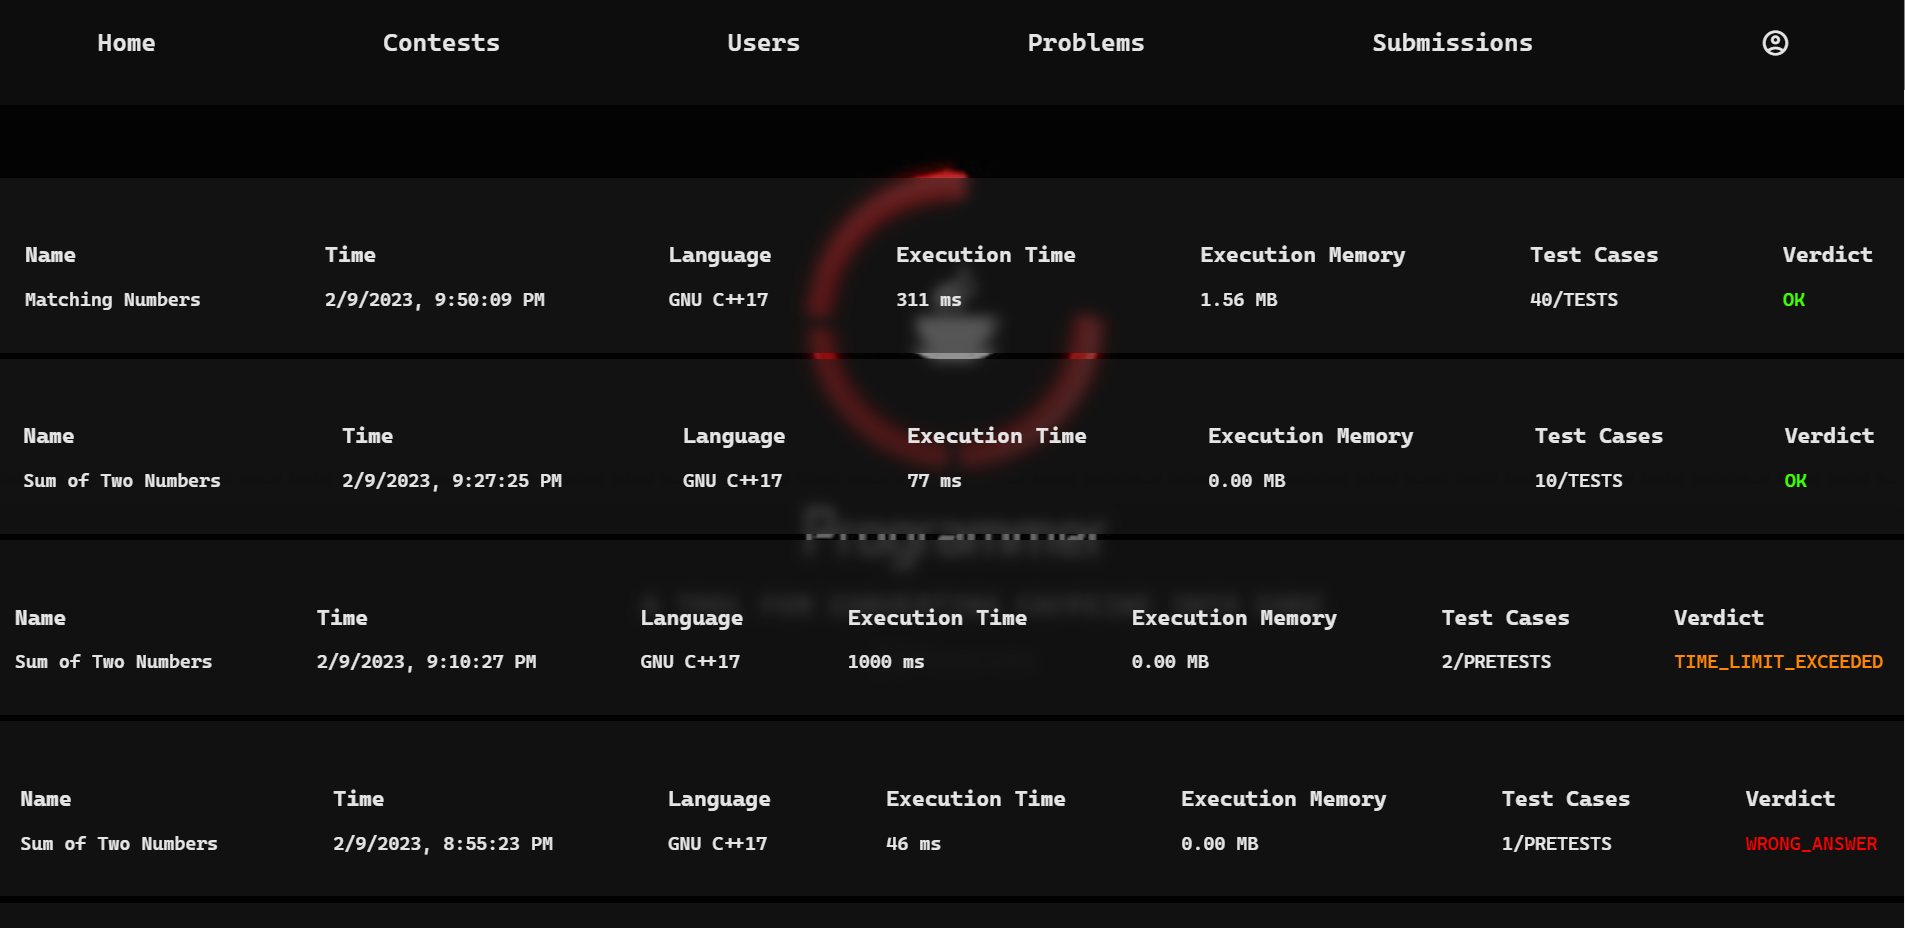 Home Contests Users Problems Submissions
Name Time Language Execution Time Execution Memory Test Cases Verdict
Matching Numbers 2/9/2023, 9:50:09 PM GNU C++17 311 ms 1.56 MB 40/TESTS OK
Name Time Language Execution Time Execution Memory Test Cases Verdict
Sum of Two Numbers 2/9/2023, 9:27:25 PM GNU C++17 77 ms 0.00 MB 10/TESTS OK
Programmer
Name Time Language Execution Time Execution Memory Test Cases Verdict
Sum of Two Numbers 2/9/2023, 9:10:27 PM GNU C++17 1000 ms 0.00 MB 2/PRETESTS TIME_LIMIT_EXCEEDED
Name Time Language Execution Time Execution Memory Test Cases Verdict
Sum of Two Numbers 2/9/2023, 8:55:23 PM GNU C++17 46 ms 0.00 MB 1/PRETESTS WRONG_ANSWER